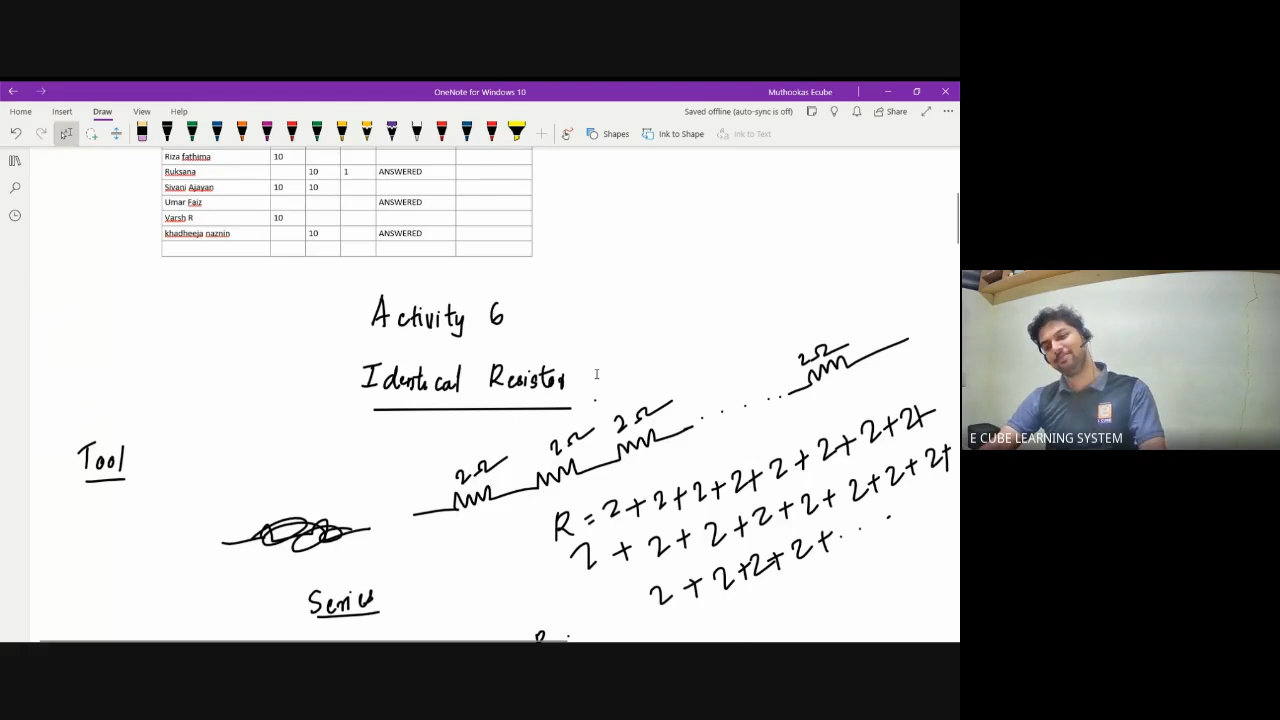 OneNote for Windows 10
Muthookas Ecube
Home Insert Draw View Help
Saved offline (auto-sync is off)
Share
Shapes
Ink to Shape
Ink to Text
Riza fathima 10
Ruksana 10 1 ANSWERED
Sivani Ajayan 10 10
Umar Faiz ANSWERED
Varsh R 10
khadheeja naznin 10 ANSWERED
Activity 6
Identical Resistor
Tool
2Ω 2Ω 2Ω ...... 2Ω
R = 2+2+2+2+2+2+2+2+
2+2+2+2+2+2+2+2+
2+2+2+2+...
Series
E CUBE LEARNING SYSTEM